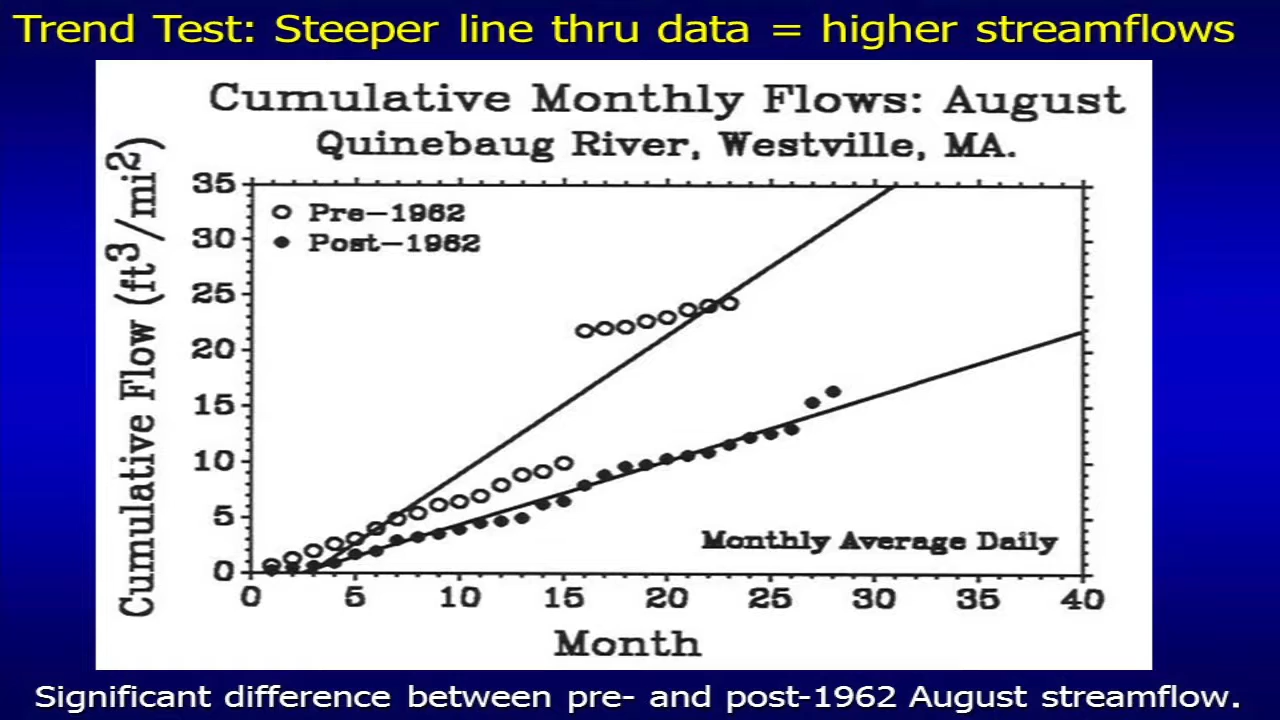 Trend Test: Steeper line thru data = higher streamflows
Cumulative Monthly Flows: August
Quinebaug River, Westville, MA.
Cumulative Flow (ft³/mi²)
35
30
25
20
15
10
5
0
Pre-1962
Post-1962
Monthly Average Daily
0 5 10 15 20 25 30 35 40
Month
Significant difference between pre- and post-1962 August streamflow.